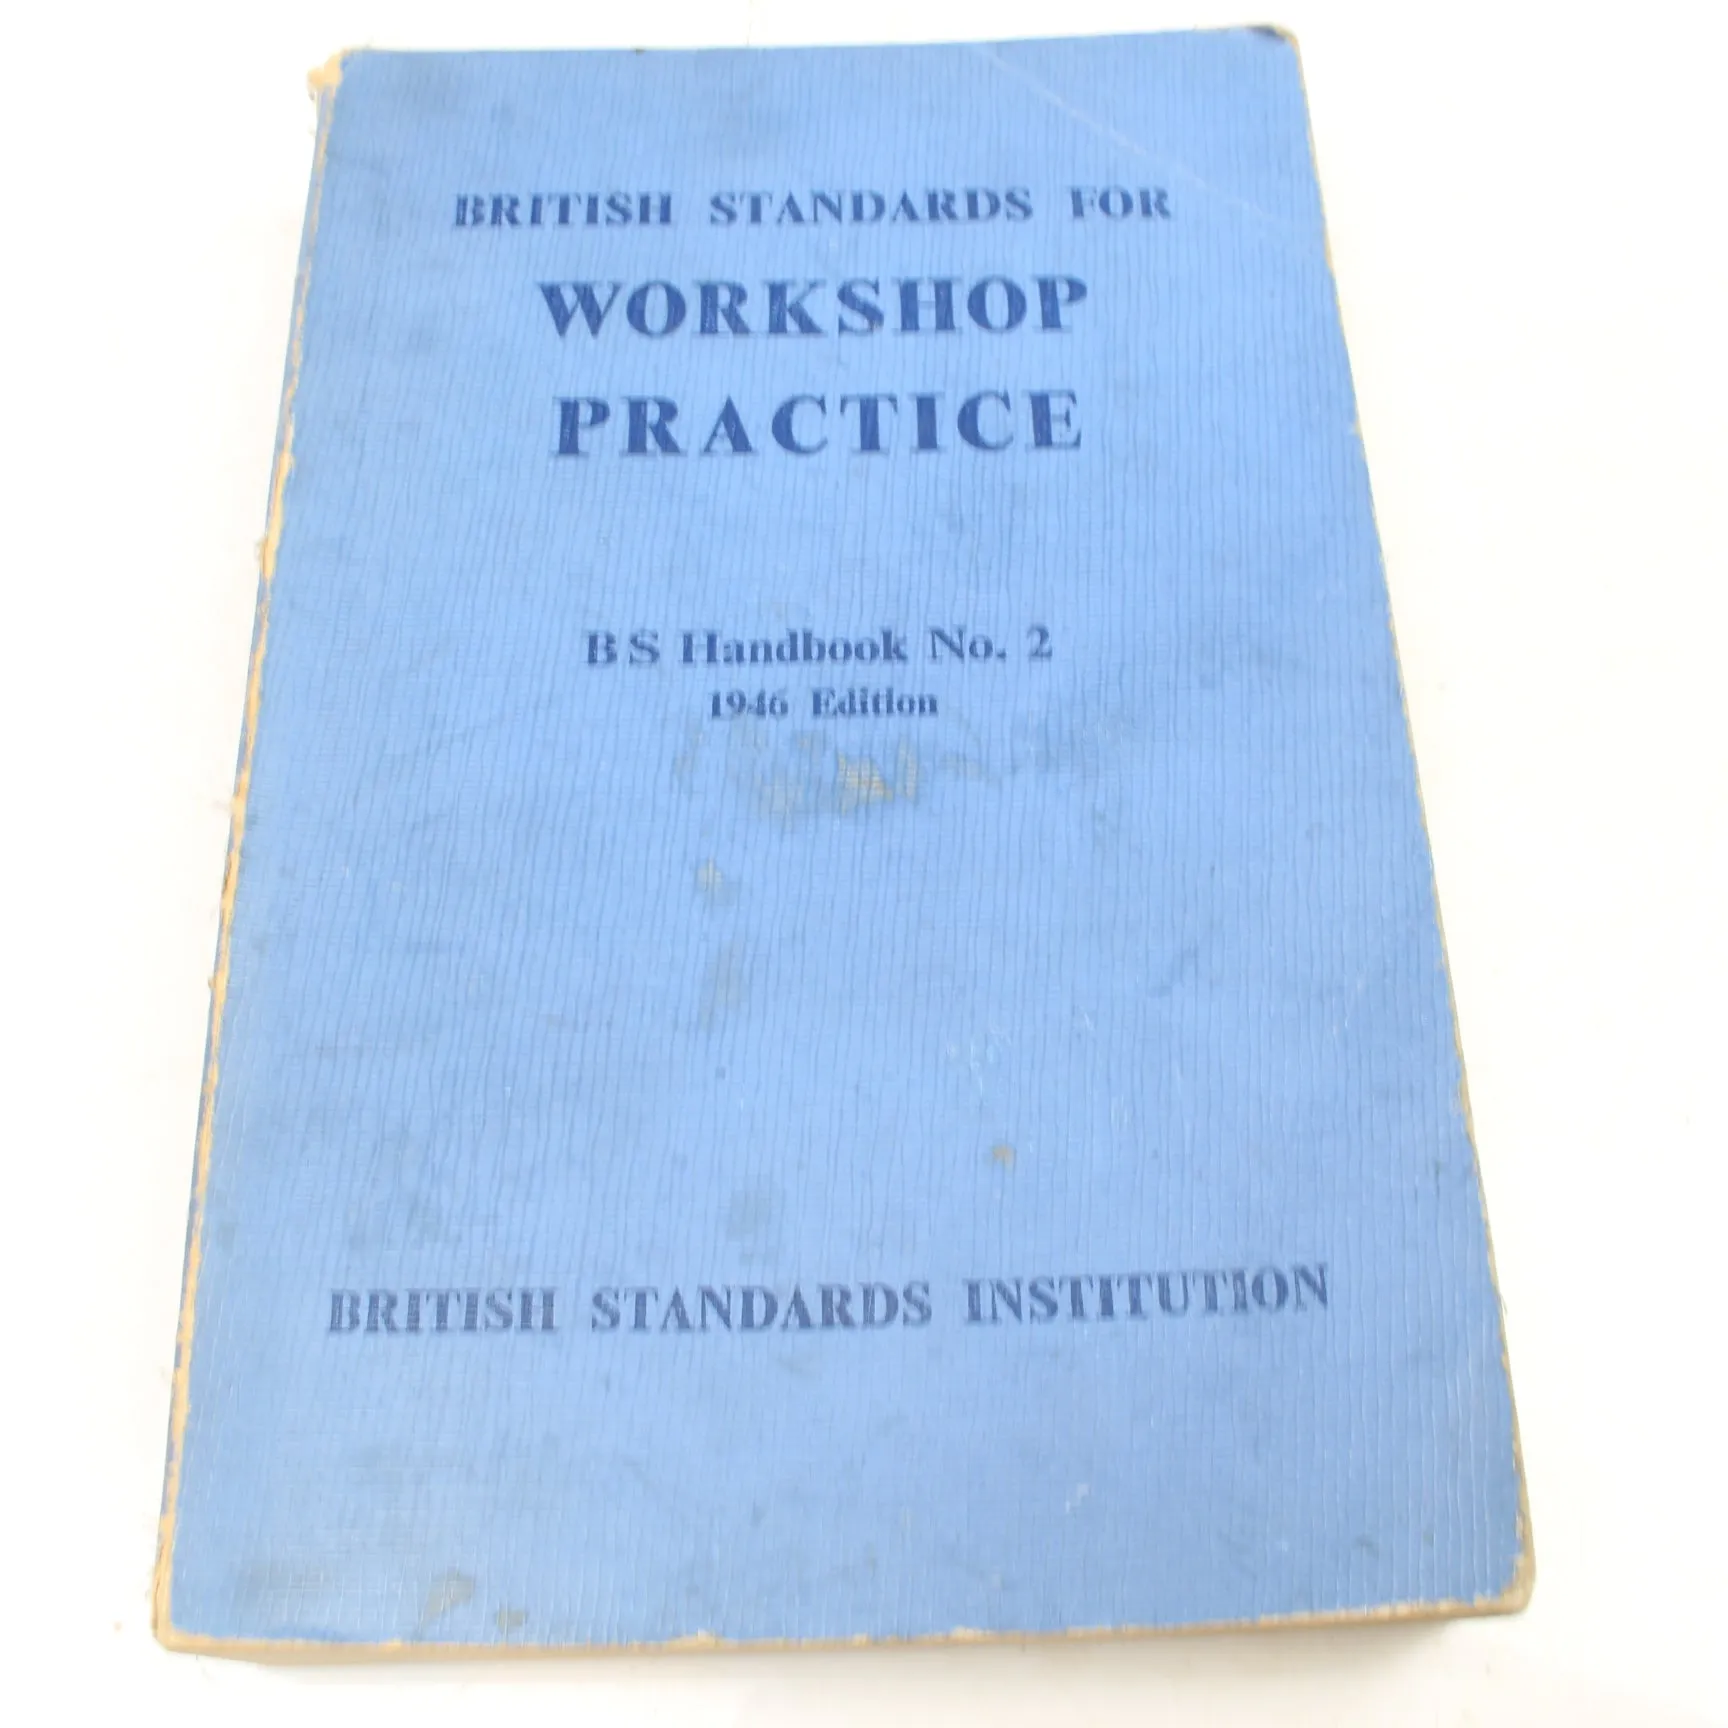 BRITISH STANDARDS FOR
WORKSHOP
PRACTICE
BS Handbook No. 2
1946 Edition
BRITISH STANDARDS INSTITUTION